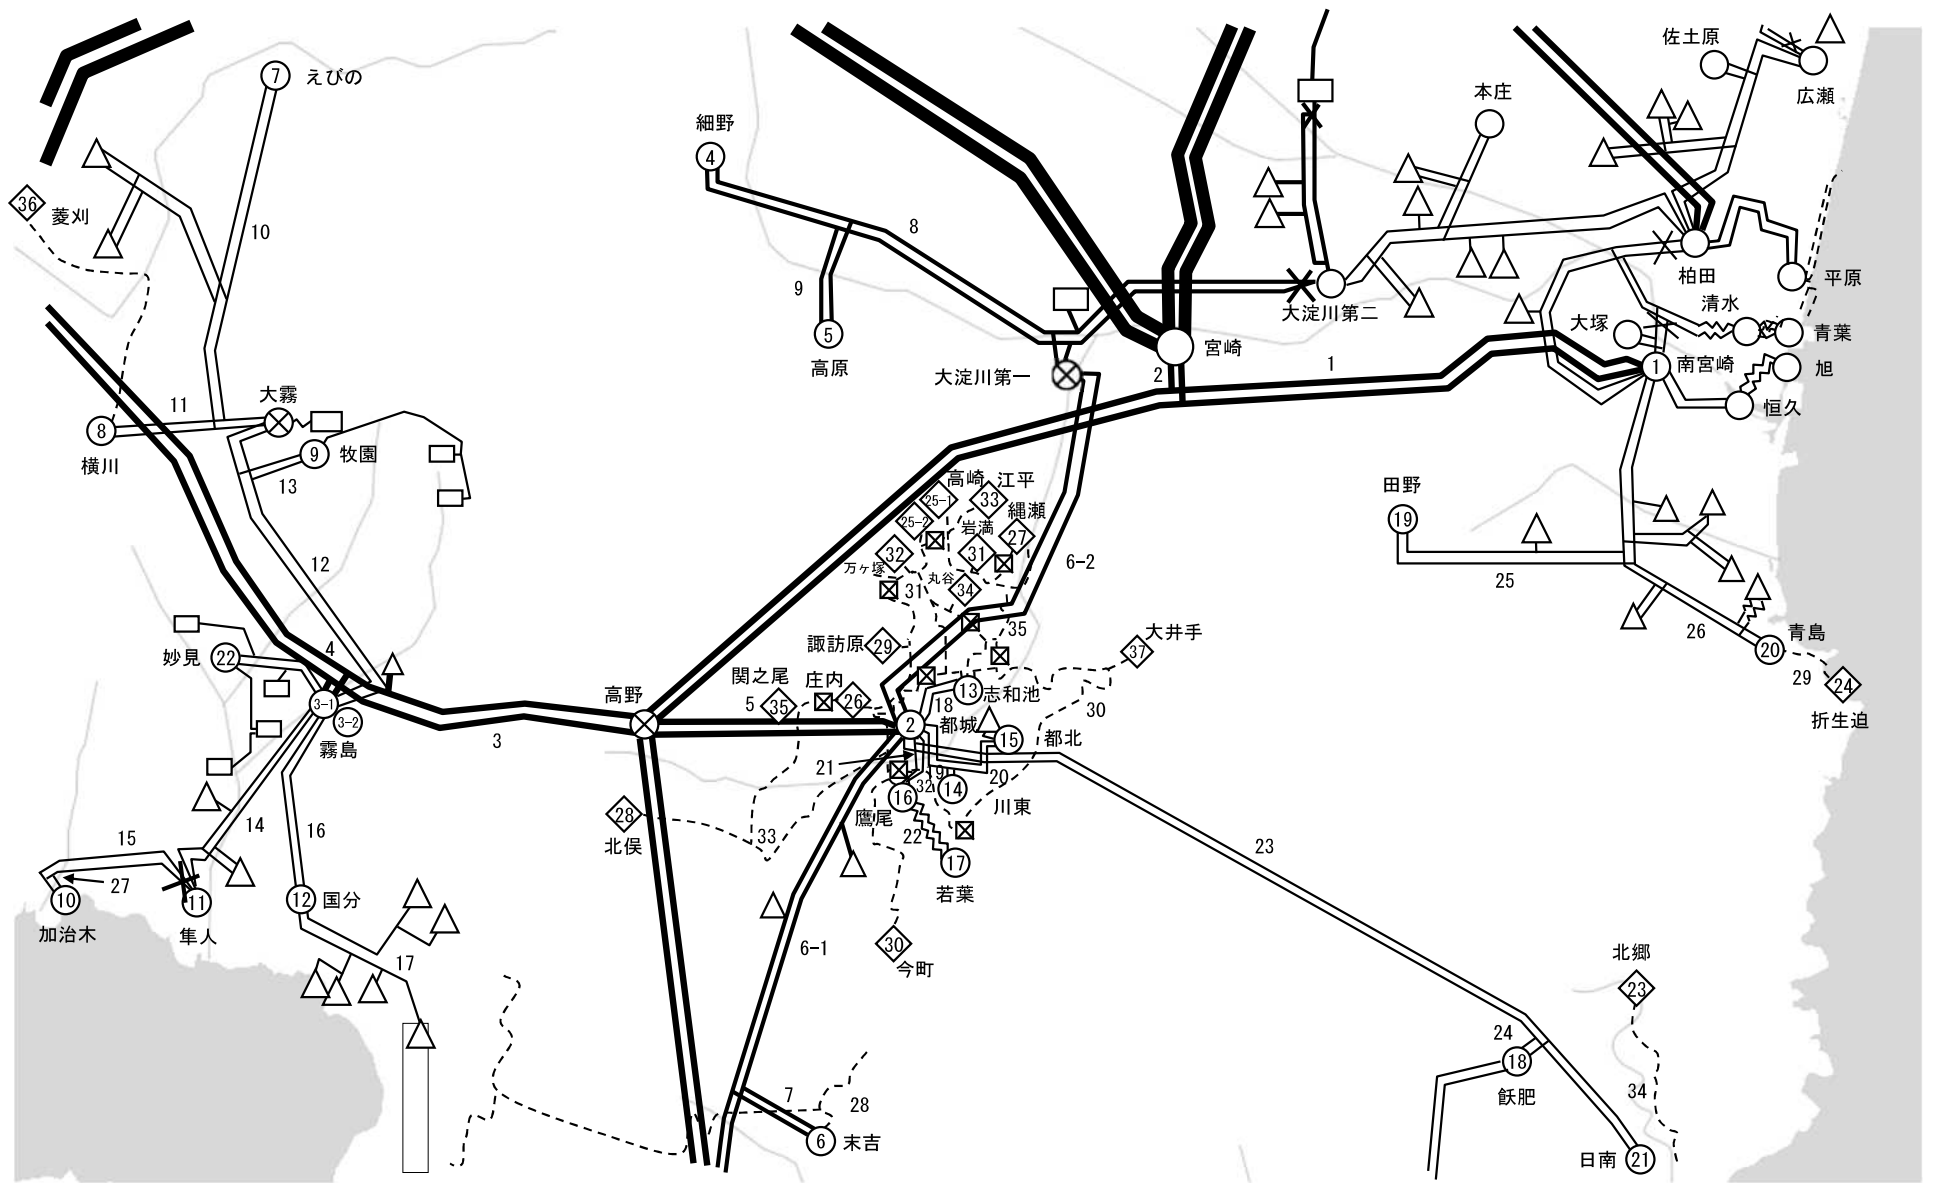 佐土原
広瀬
7 えびの
本庄
細野
4
36
菱刈
10
8
柏田
平原
9
大淀川第二
清水
大塚
青葉
5
高原
宮崎
大淀川第一
2
1
1
南宮崎
旭
恒久
大霧
11
8
横川
9 牧園
13
高崎
江平
25-1
33
縄瀬
25-2
岩満
27
32
31
万ヶ塚
丸谷
34
31
6-2
田野
19
25
12
35
大井手
37
諏訪原
29
妙見
22
4
26
青島
20
29
24
折生迫
関之尾
庄内
5
35
26
13
志和池
18
30
高野
3-1
3-2
霧島
3
2
都城
15
都北
21
19
20
32
14
16
川東
鷹尾
22
28
北俣
33
17
若葉
14
16
15
27
10
加治木
11
隼人
12 国分
17
23
6-1
30
今町
北郷
23
24
18
飫肥
34
7
28
6 末吉
日南 21